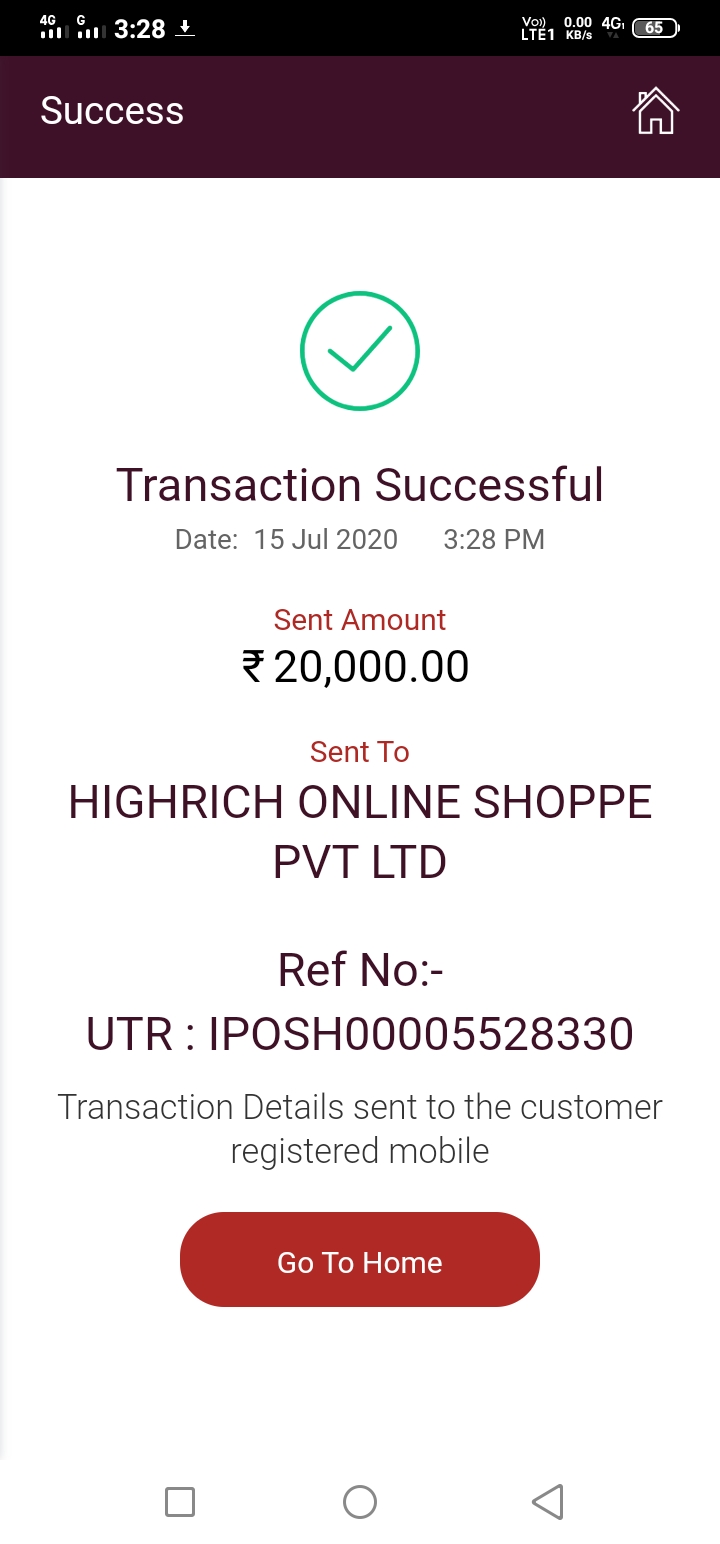 4G G 3:28 Vo)) LTE1 0.00 KB/s 4G 65
Success
Transaction Successful
Date: 15 Jul 2020 3:28 PM
Sent Amount
₹ 20,000.00
Sent To
HIGHRICH ONLINE SHOPPE
PVT LTD
Ref No:-
UTR : IPOSH00005528330
Transaction Details sent to the customer
registered mobile
Go To Home